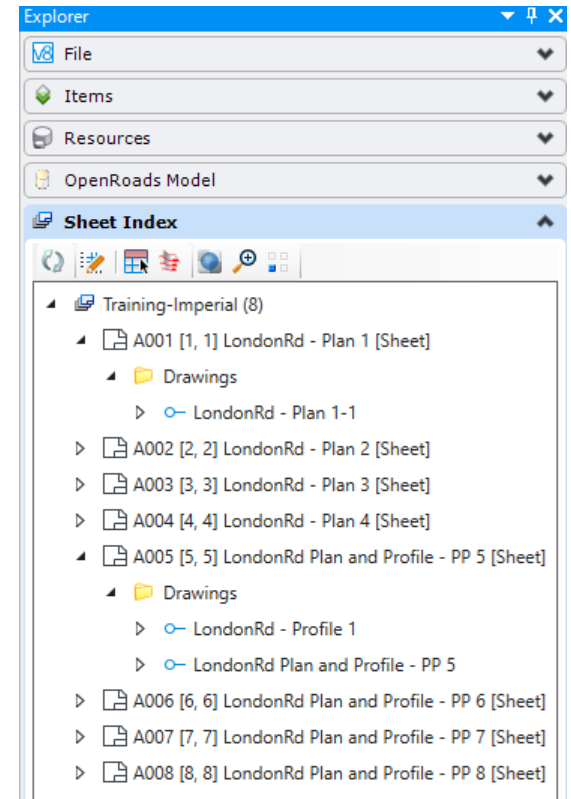 Explorer
V8 File
Items
Resources
OpenRoads Model
Sheet Index
Training-Imperial (8)
A001 [1, 1] LondonRd - Plan 1 [Sheet]
Drawings
LondonRd - Plan 1-1
A002 [2, 2] LondonRd - Plan 2 [Sheet]
A003 [3, 3] LondonRd - Plan 3 [Sheet]
A004 [4, 4] LondonRd - Plan 4 [Sheet]
A005 [5, 5] LondonRd Plan and Profile - PP 5 [Sheet]
Drawings
LondonRd - Profile 1
LondonRd Plan and Profile - PP 5
A006 [6, 6] LondonRd Plan and Profile - PP 6 [Sheet]
A007 [7, 7] LondonRd Plan and Profile - PP 7 [Sheet]
A008 [8, 8] LondonRd Plan and Profile - PP 8 [Sheet]